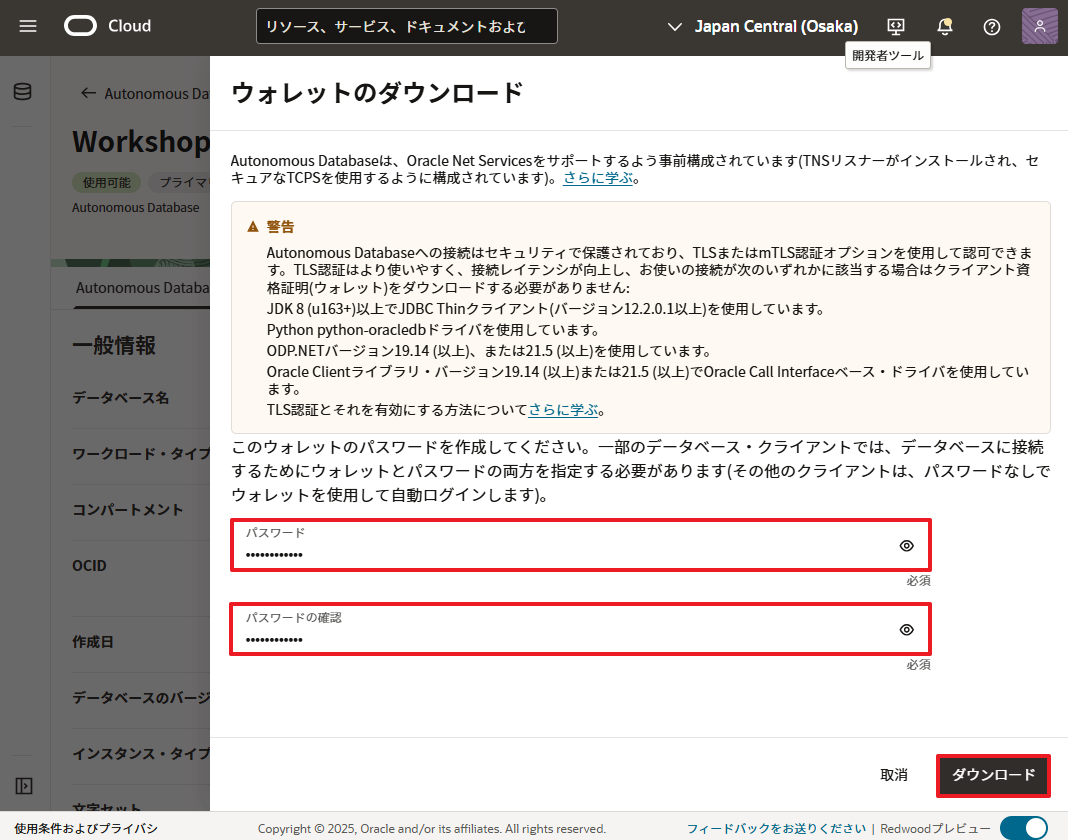 Cloud
リソース、サービス、ドキュメントおよび
Japan Central (Osaka)
開発者ツール
Autonomous Da
Workshop
使用可能
プライマリ
Autonomous Database
Autonomous Databa
一般情報
データベース名
ワークロード・タイプ
コンパートメント
OCID
作成日
データベースのバージ
インスタンス・タイプ
文字セット
ウォレットのダウンロード
Autonomous Databaseは、Oracle Net Servicesをサポートするよう事前構成されています(TNSリスナーがインストールされ、セ
キュアなTCPSを使用するように構成されています)。さらに学ぶ。
警告
Autonomous Databaseへの接続はセキュリティで保護されており、TLSまたはmTLS認証オプションを使用して認可できま
す。TLS認証はより使いやすく、接続レイテンシが向上し、お使いの接続が次のいずれかに該当する場合はクライアント資
格証明(ウォレット)をダウンロードする必要がありません:
JDK 8 (u163+)以上でJDBC Thinクライアント(バージョン12.2.0.1以上)を使用しています。
Python python-oracledbドライバを使用しています。
ODP.NETバージョン19.14 (以上)、または21.5 (以上)を使用しています。
Oracle Clientライブラリ・バージョン19.14 (以上)または21.5 (以上)でOracle Call Interfaceベース・ドライバを使用してい
ます。
TLS認証とそれを有効にする方法についてさらに学ぶ。
このウォレットのパスワードを作成してください。一部のデータベース・クライアントでは、データベースに接続
するためにウォレットとパスワードの両方を指定する必要があります(その他のクライアントは、パスワードなしで
ウォレットを使用して自動ログインします)。
パスワード
••••••••••••
必須
パスワードの確認
••••••••••••
必須
取消
ダウンロード
使用条件およびプライバシ
Copyright © 2025, Oracle and/or its affiliates. All rights reserved.
フィードバックをお送りください | Redwoodプレビュー